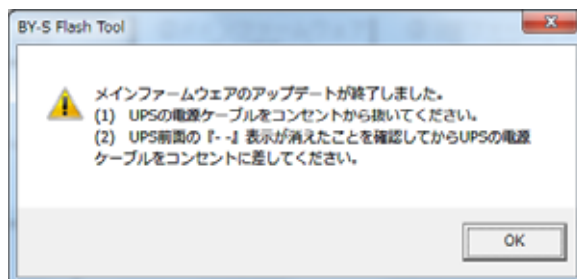 BY-S Flash Tool
メインファームウェアのアップデートが終了しました。
(1) UPSの電源ケーブルをコンセントから抜いてください。
(2) UPS前面の『- -』表示が消えたことを確認してからUPSの電源
ケーブルをコンセントに差してください。
OK